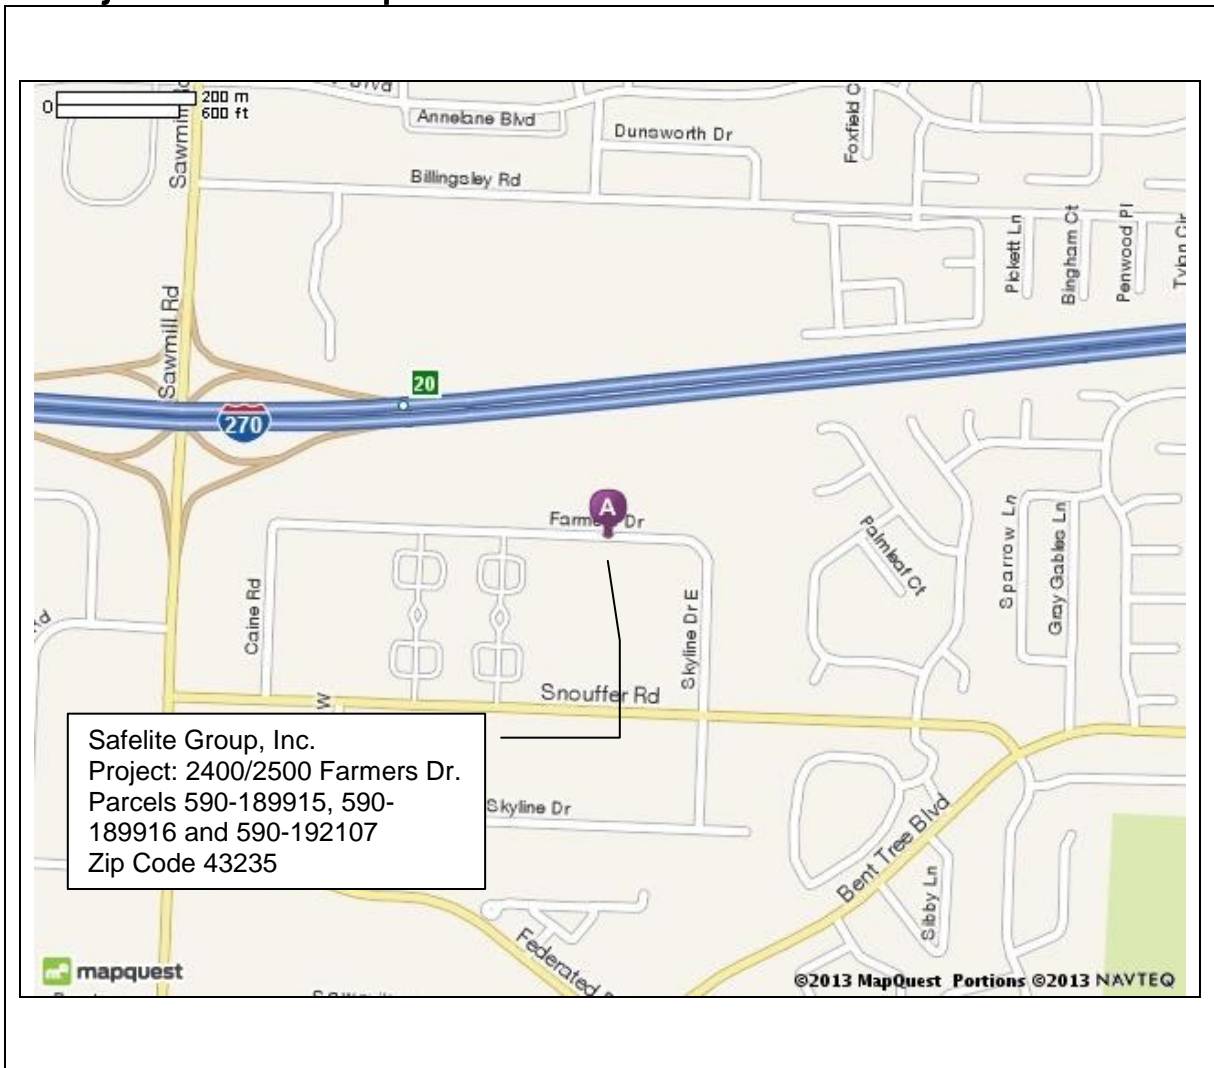 0
200 m
600 ft
Blvd
Annelane Blvd
Dunsworth Dr
Billingsley Rd
Sawmill Rd
Foxfield C
Pickett Ln
Bingham Ct
Penwood Pl
Sawmill Rd
20
270
A
Dr
Palmleaf Ct
Sparrow Ln
Gray Gables Ln
Caine Rd
Skyline Dr E
Snouffer Rd
W
Rd
Safelite Group, Inc.
Project: 2400/2500 Farmers Dr.
Parcels 590-189915, 590-
189916 and 590-192107
Zip Code 43235
Skyline Dr
Bent Tree Blvd
Sibby Ln
Federated
mapquest
©2013 MapQuest Portions ©2013 NAVTEQ